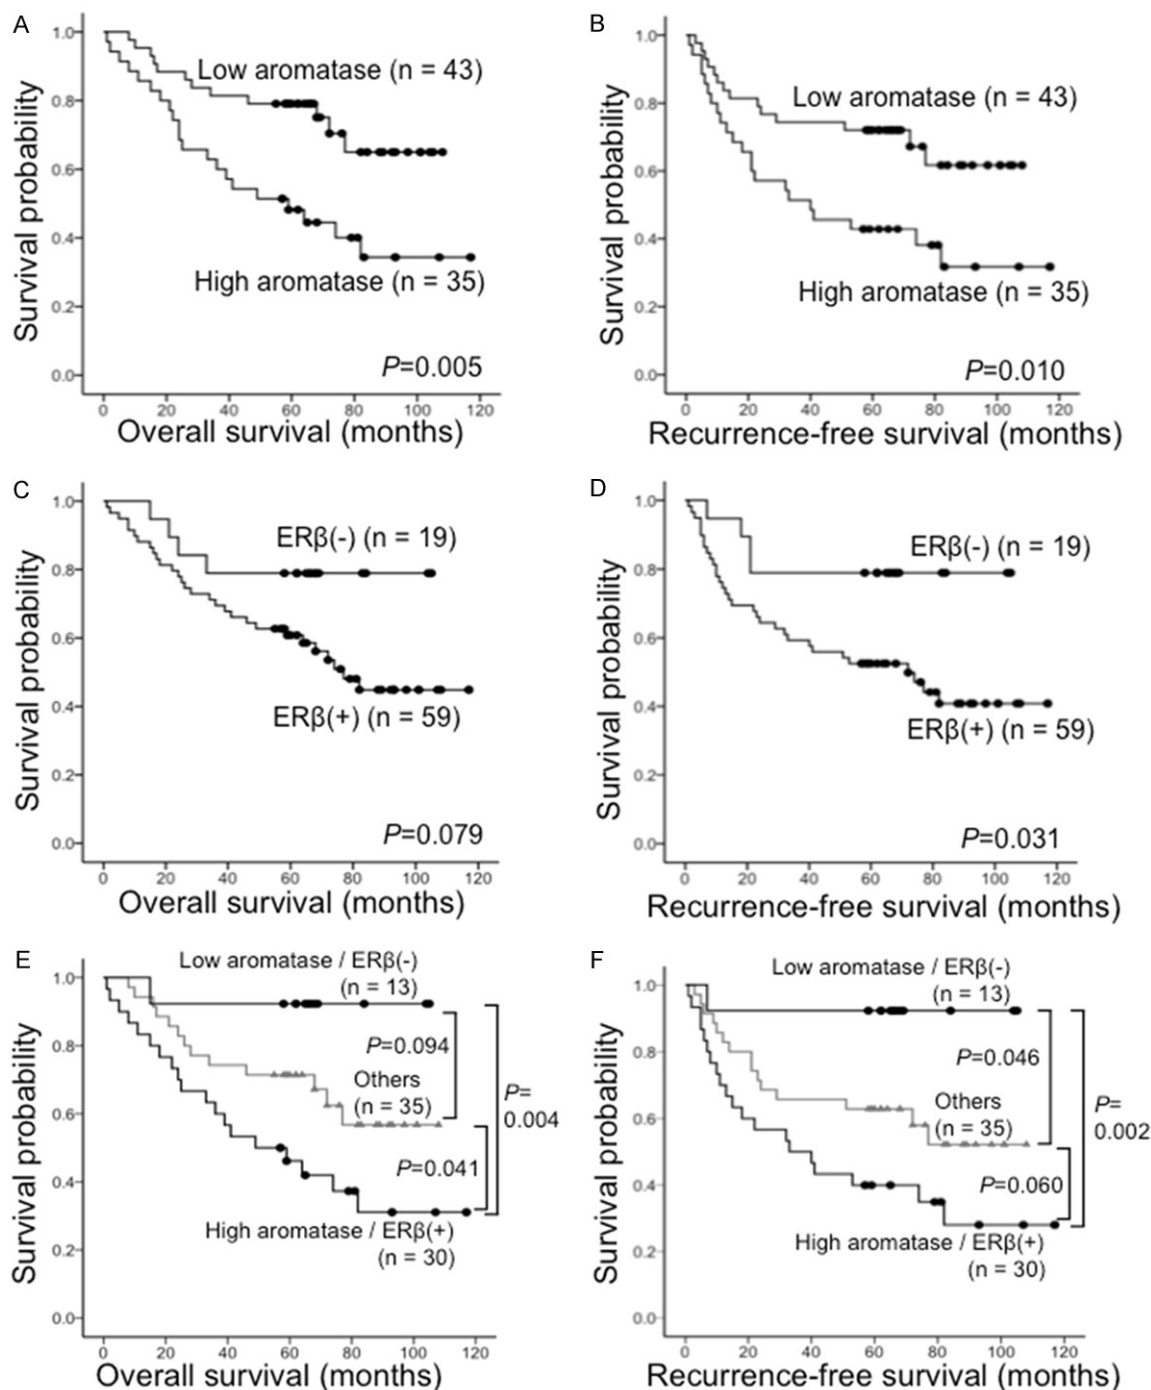 A
Survival probability
1.0
0.8
0.6
0.4
0.2
0.0
Low aromatase (n = 43)
High aromatase (n = 35)
P=0.005
0 20 40 60 80 100 120
Overall survival (months)
B
Survival probability
1.0
0.8
0.6
0.4
0.2
0.0
Low aromatase (n = 43)
High aromatase (n = 35)
P=0.010
0 20 40 60 80 100 120
Recurrence-free survival (months)
C
Survival probability
1.0
0.8
0.6
0.4
0.2
0.0
ERβ(-) (n = 19)
ERβ(+) (n = 59)
P=0.079
0 20 40 60 80 100 120
Overall survival (months)
D
Survival probability
1.0
0.8
0.6
0.4
0.2
0.0
ERβ(-) (n = 19)
ERβ(+) (n = 59)
P=0.031
0 20 40 60 80 100 120
Recurrence-free survival (months)
E
Survival probability
1.0
0.8
0.6
0.4
0.2
0.0
Low aromatase / ERβ(-)
(n = 13)
P=0.094
Others
(n = 35)
P=
0.004
P=0.041
High aromatase / ERβ(+)
(n = 30)
0 20 40 60 80 100 120
Overall survival (months)
F
Survival probability
1.0
0.8
0.6
0.4
0.2
0.0
Low aromatase / ERβ(-)
(n = 13)
P=0.046
Others
(n = 35)
P=
0.002
P=0.060
High aromatase / ERβ(+)
(n = 30)
0 20 40 60 80 100 120
Recurrence-free survival (months)